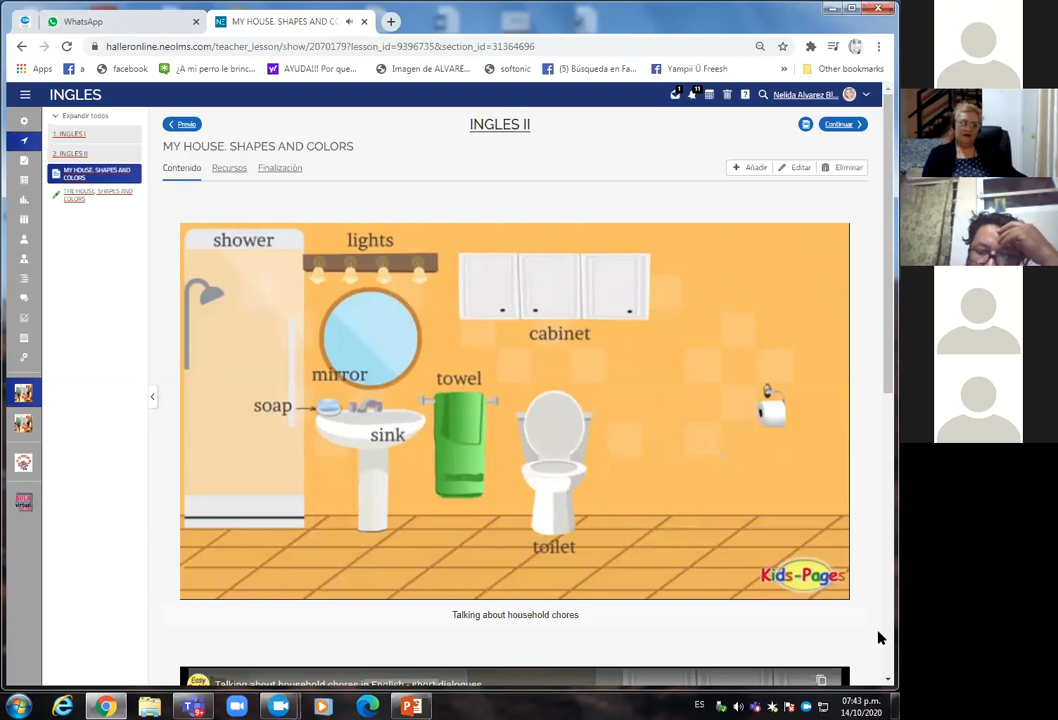 WhatsApp
MY HOUSE. SHAPES AND CO
halleronline.neolms.com/teacher_lesson/show/2070179?lesson_id=9396735&section_id=31364696
Apps
a
facebook
¿A mi perro le brinc...
AYUDA!!! Por que...
Imagen de ALVARE...
softonic
(5) Búsqueda en Fa...
Yampii Ü Freesh
»
Other bookmarks
INGLES
1
11
Nelida Alvarez Bl...
Expandir todos
1. INGLES I
2. INGLES II
MY HOUSE. SHAPES AND
COLORS
THE HOUSE, SHAPES AND
COLORS
Previo
INGLES II
Continuar
MY HOUSE. SHAPES AND COLORS
Contenido
Recursos
Finalización
Añadir
Editar
Eliminar
shower
lights
cabinet
mirror
towel
soap
sink
toilet
Kids-Pages
Talking about household chores
Easy
Talking about household chores in English - short dialogues
ES
07:43 p.m.
14/10/2020